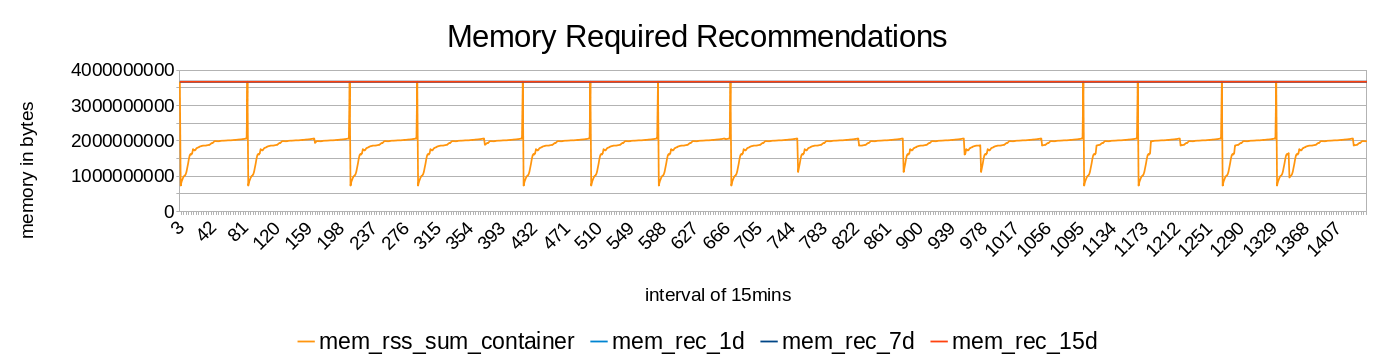 Memory Required Recommendations
memory in bytes
4000000000
3000000000
2000000000
1000000000
0
3 42 81 120 159 198 237 276 315 354 393 432 471 510 549 588 627 666 705 744 783 822 861 900 939 978 1017 1056 1095 1134 1173 1212 1251 1290 1329 1368 1407
interval of 15mins
mem_rss_sum_container mem_rec_1d mem_rec_7d mem_rec_15d